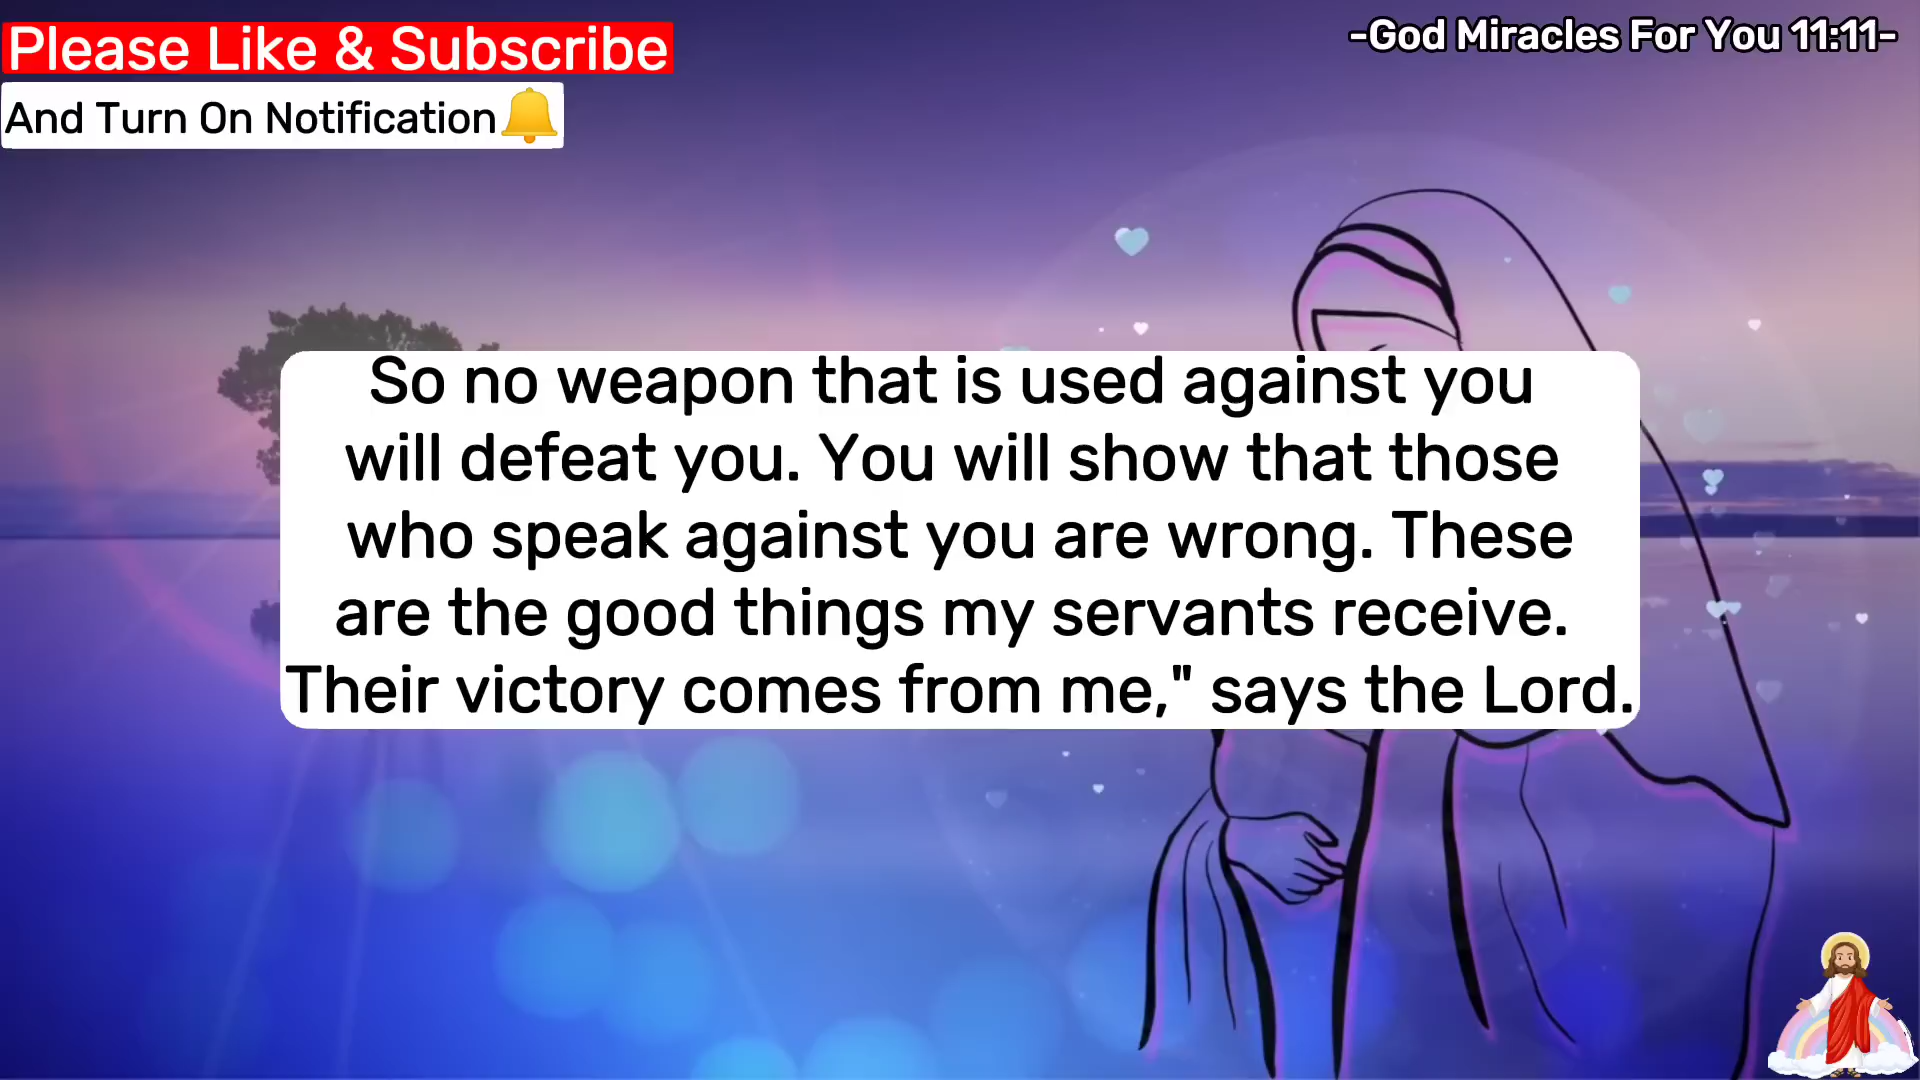 Please Like & Subscribe
-God Miracles For You 11:11-
And Turn On Notification🔔
So no weapon that is used against you
will defeat you. You will show that those
who speak against you are wrong. These
are the good things my servants receive.
Their victory comes from me," says the Lord.